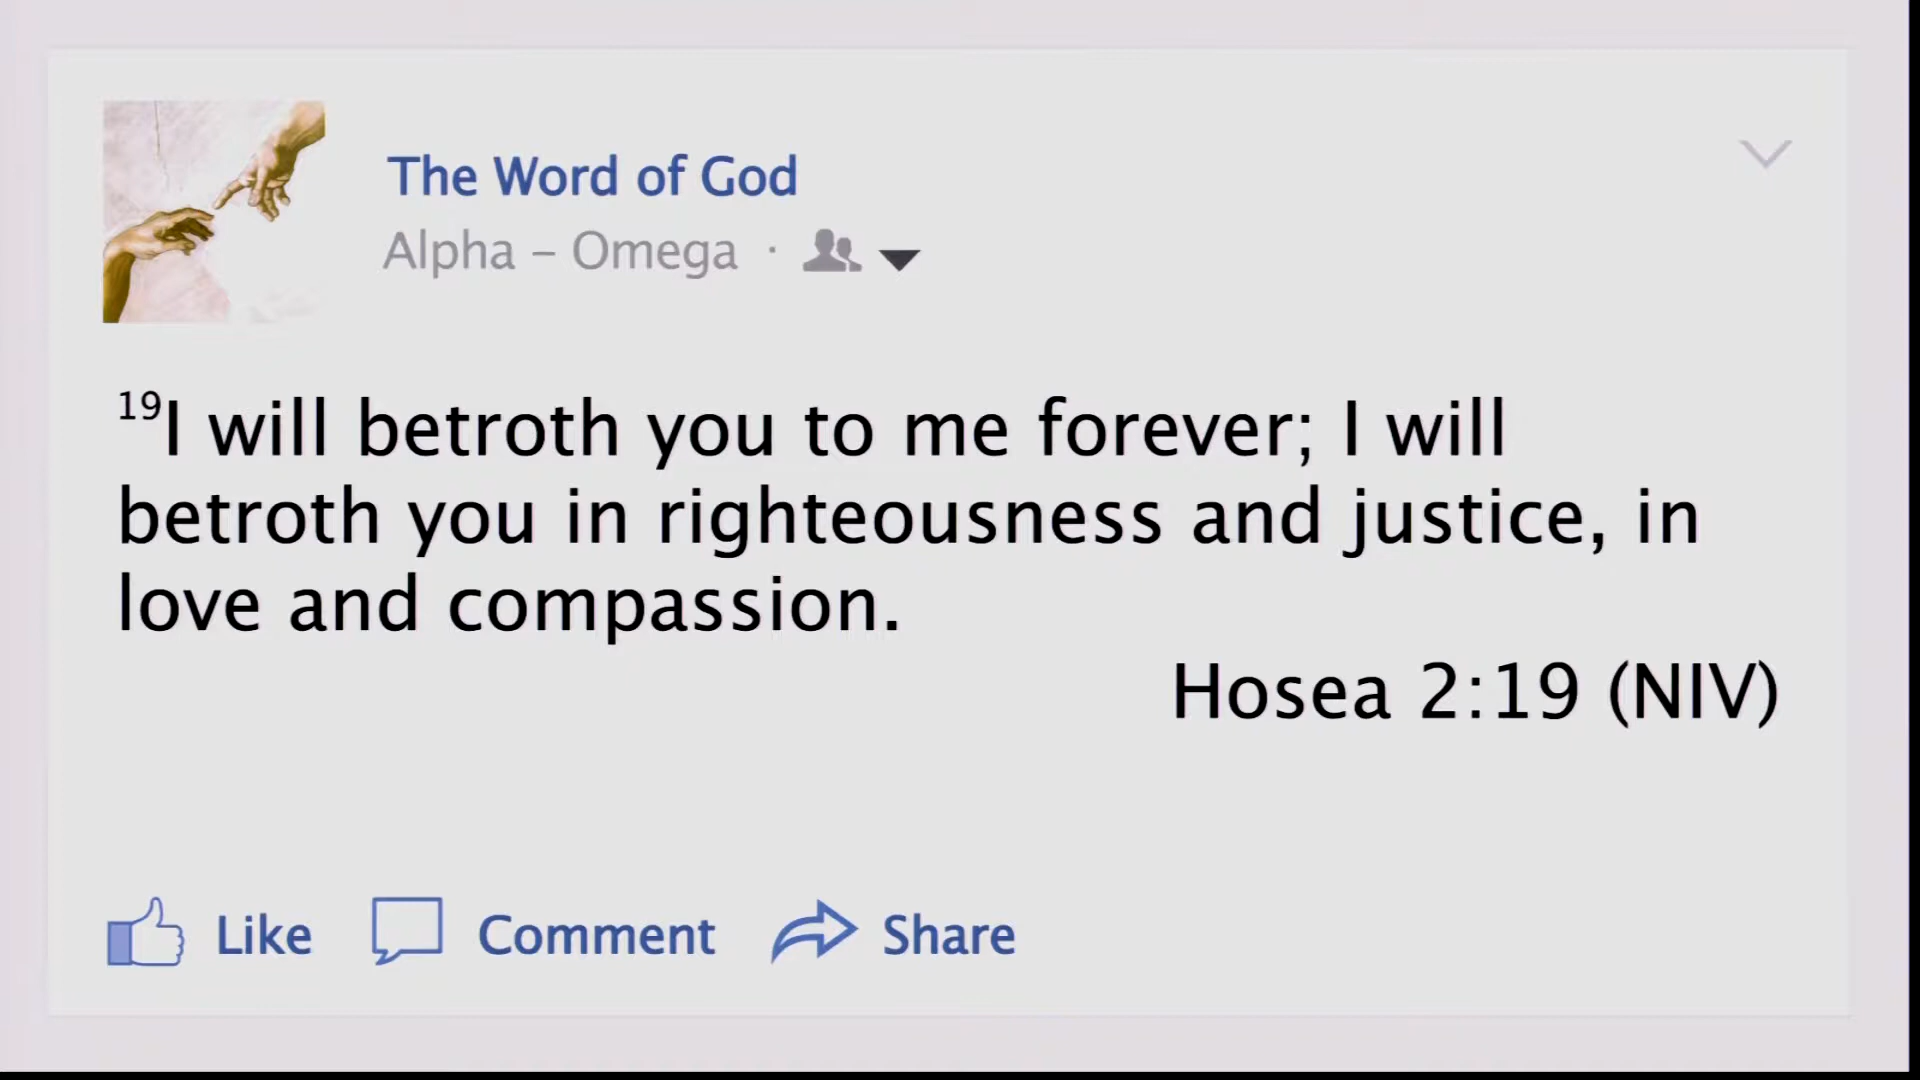 The Word of God
Alpha – Omega ·
¹⁹I will betroth you to me forever; I will
betroth you in righteousness and justice, in
love and compassion.
Hosea 2:19 (NIV)
Like Comment Share